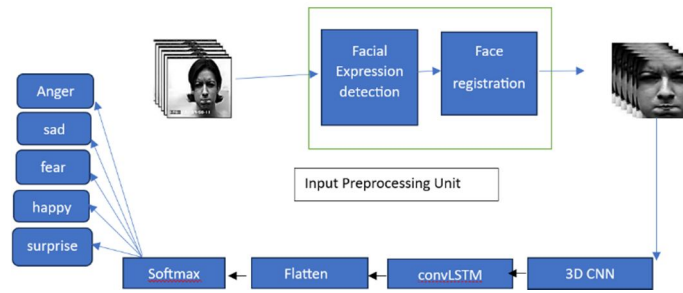 Facial
Expression
detection
Face
registration
Anger
sad
fear
happy
surprise
Input Preprocessing Unit
Softmax
Flatten
convLSTM
3D CNN